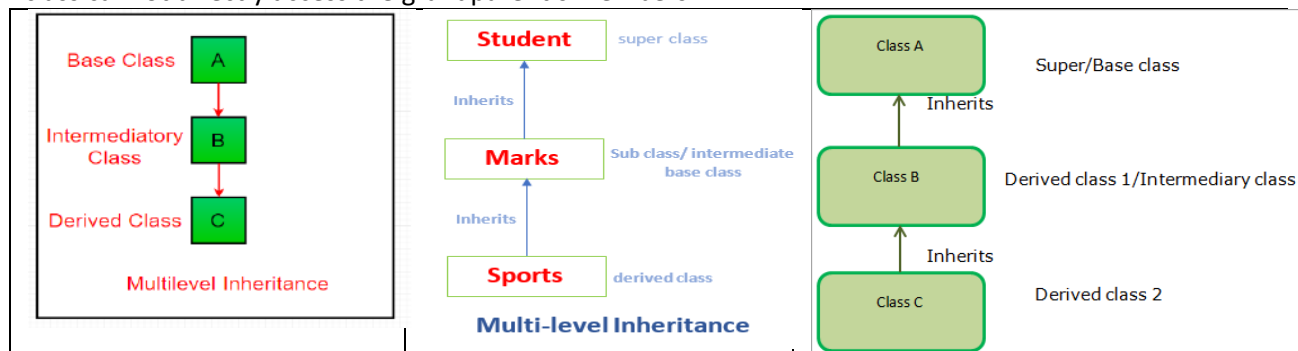 Base Class
A
Intermediatory
Class
B
Derived Class
C
Multilevel Inheritance
Student
super class
Inherits
Marks
Sub class/ intermediate
base class
Inherits
Sports
derived class
Multi-level Inheritance
Class A
Super/Base class
Inherits
Class B
Derived class 1/Intermediary class
Inherits
Class C
Derived class 2